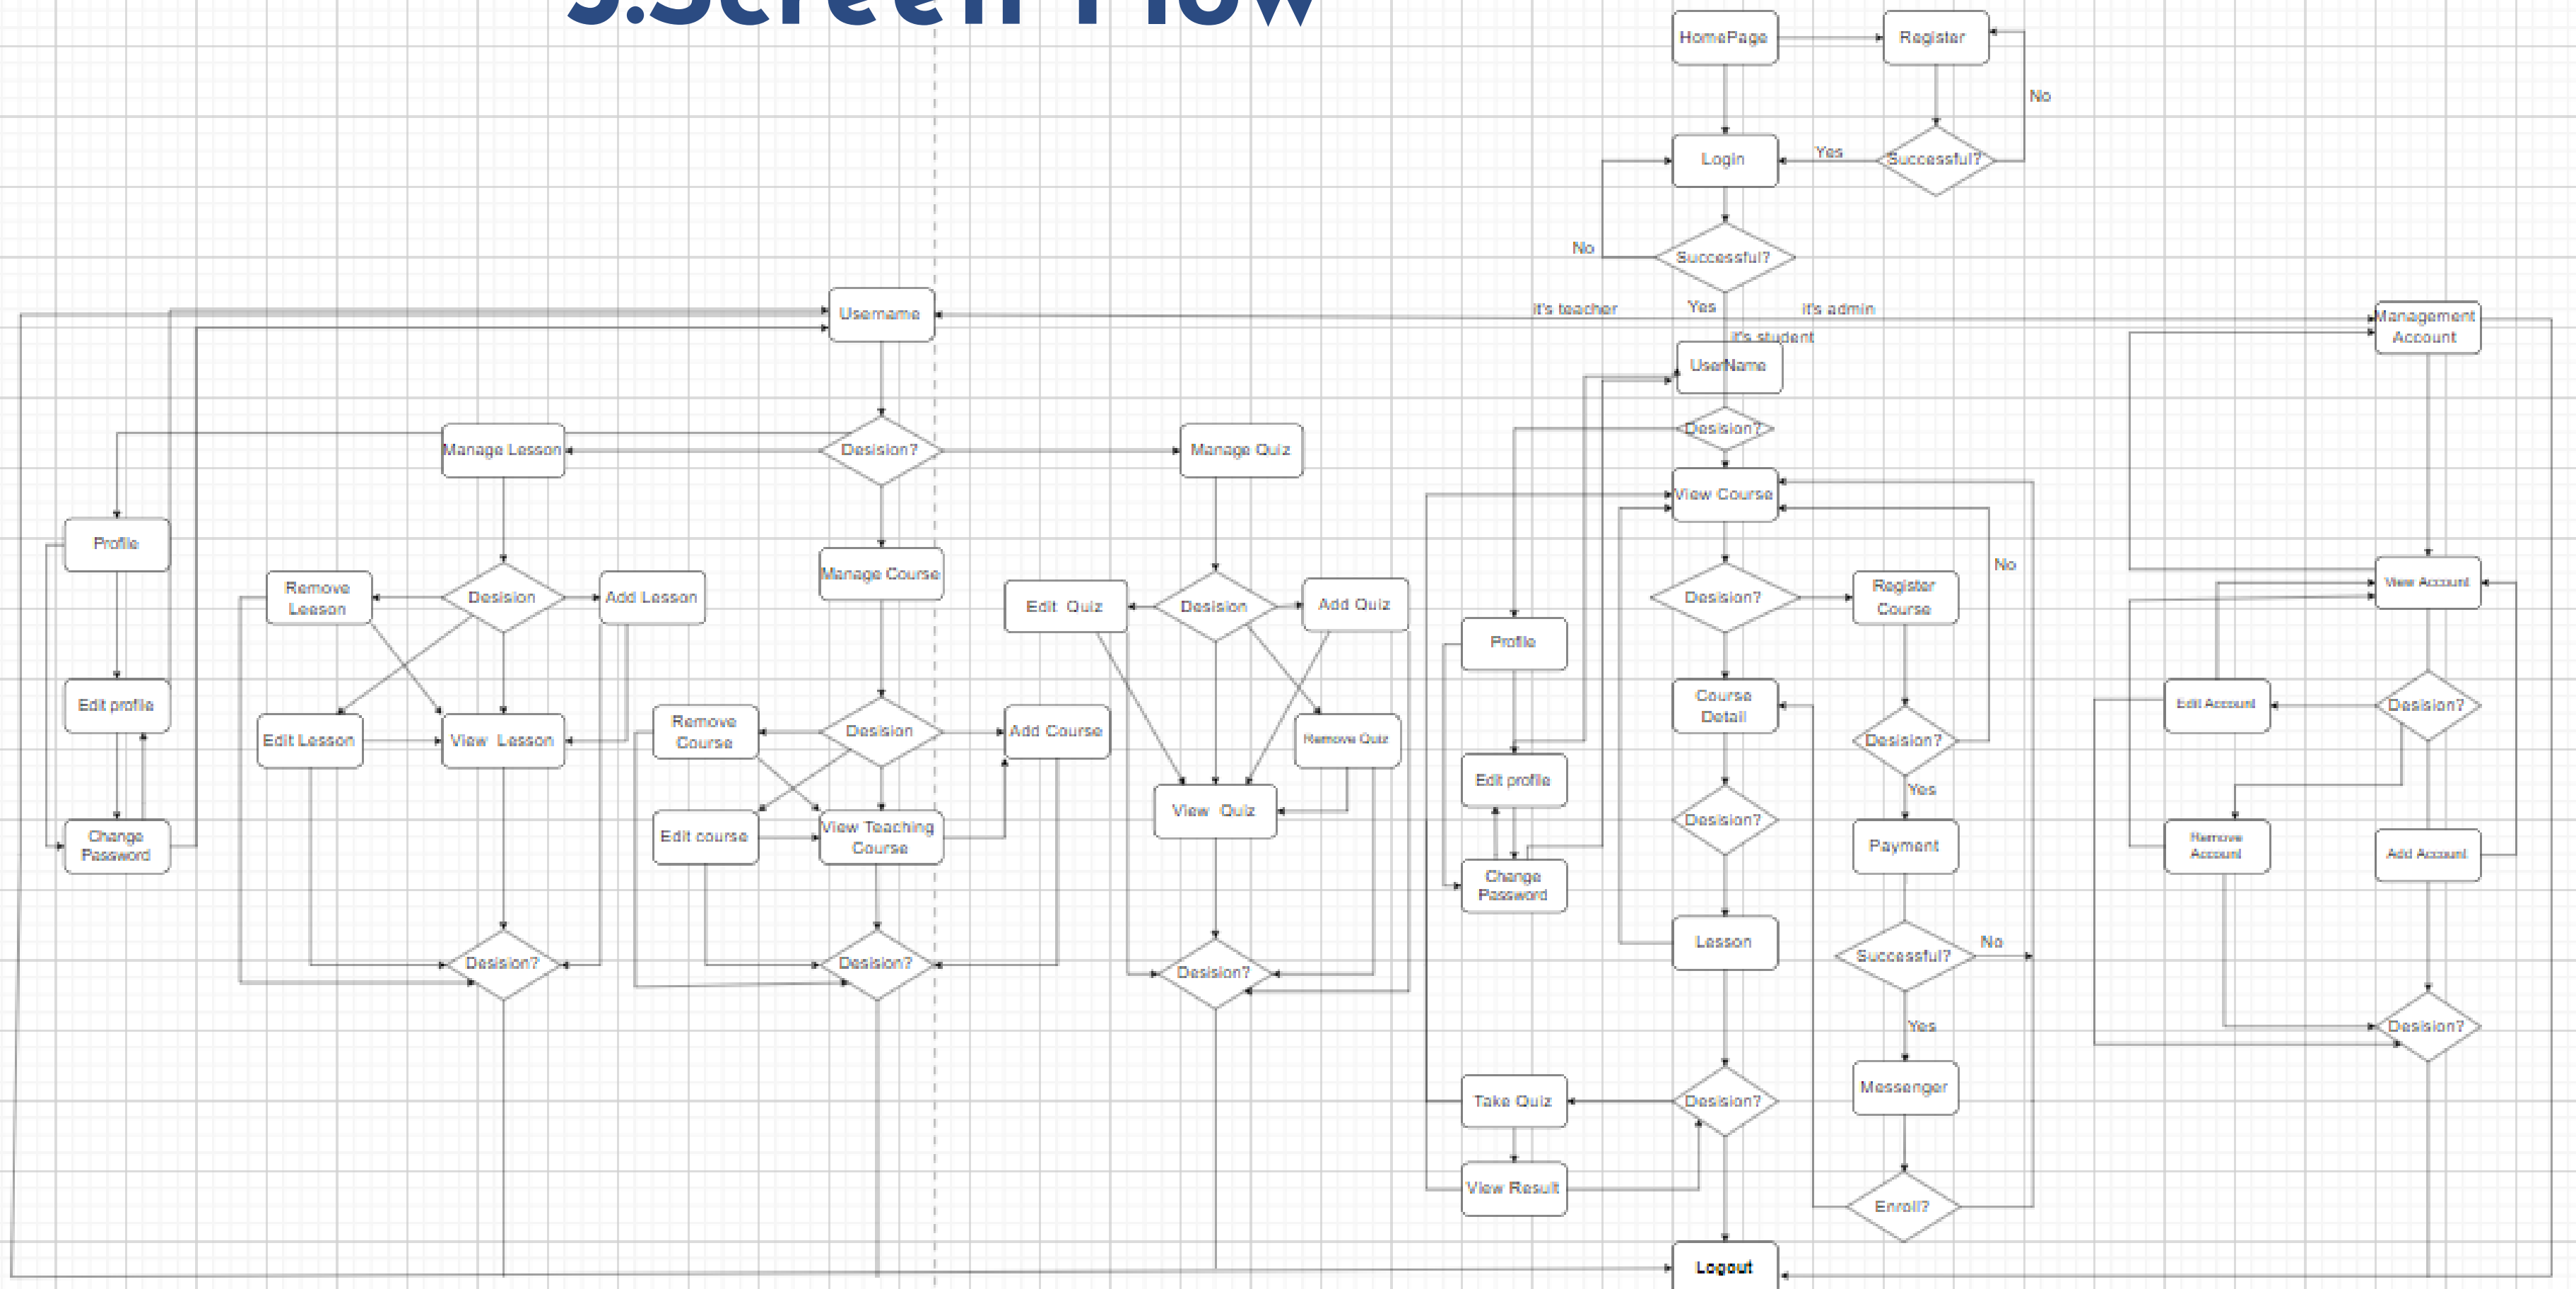 3.Screen Flow
HomePage
Register
No
Login
Yes
Successful?
No
Successful?
Username
it's teacher
Yes
it's admin
it's student
Management
Account
UserName
Desision?
Manage Lesson
Desision?
Manage Quiz
View Course
Profile
Remove
Leeson
Desision
Add Lesson
Manage Course
Edit Quiz
Desision
Add Quiz
Desision?
Register
Course
No
View Account
Profile
Edit profile
Edit Lesson
View Lesson
Remove
Course
Desision
Add Course
Remove Quiz
Course
Detail
Desision?
Edit Account
Desision?
Edit profile
Yes
Change
Password
Edit course
View Teaching
Course
View Quiz
Desision?
Payment
Remove
Account
Add Account
Change
Password
Desision?
Desision?
Desision?
Lesson
Successful?
No
Yes
Desision?
Take Quiz
Desision?
Messenger
View Result
Enroll?
Logout